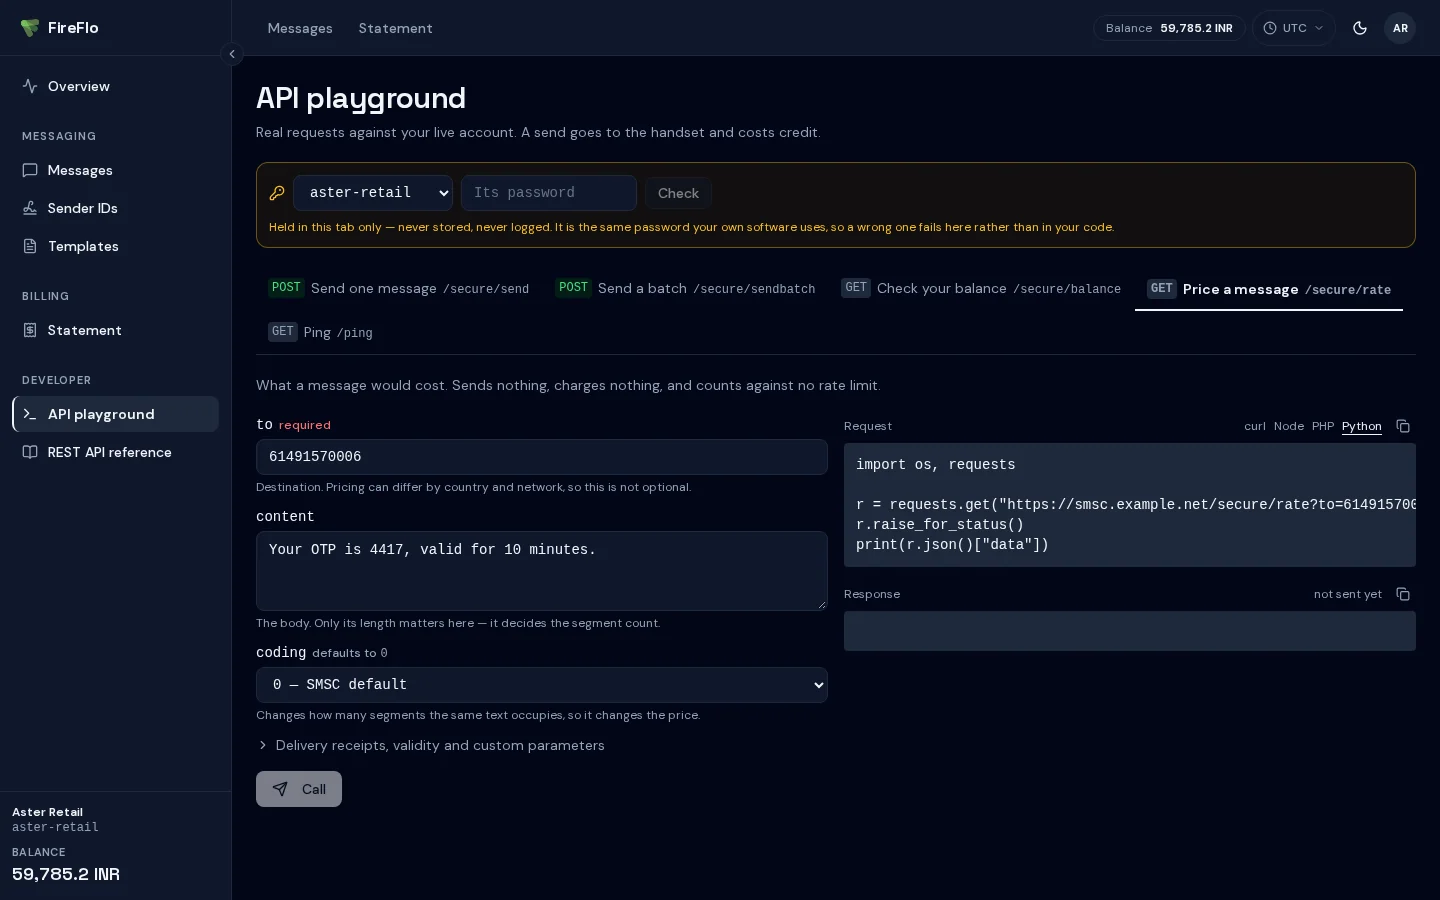 FireFlo
Messages
Statement
Balance 59,785.2 INR
UTC
AR
Overview
MESSAGING
Messages
Sender IDs
Templates
BILLING
Statement
DEVELOPER
API playground
REST API reference
Aster Retail
aster-retail
BALANCE
59,785.2 INR
API playground
Real requests against your live account. A send goes to the handset and costs credit.
aster-retail
Its password
Check
Held in this tab only — never stored, never logged. It is the same password your own software uses, so a wrong one fails here rather than in your code.
POST Send one message /secure/send
POST Send a batch /secure/sendbatch
GET Check your balance /secure/balance
GET Price a message /secure/rate
GET Ping /ping
What a message would cost. Sends nothing, charges nothing, and counts against no rate limit.
to required
61491570006
Destination. Pricing can differ by country and network, so this is not optional.
content
Your OTP is 4417, valid for 10 minutes.
The body. Only its length matters here — it decides the segment count.
coding defaults to 0
0 — SMSC default
Changes how many segments the same text occupies, so it changes the price.
Delivery receipts, validity and custom parameters
Call
Request
curl Node PHP Python
import os, requests
r = requests.get("https://smsc.example.net/secure/rate?to=614915700
r.raise_for_status()
print(r.json()["data"])
Response
not sent yet